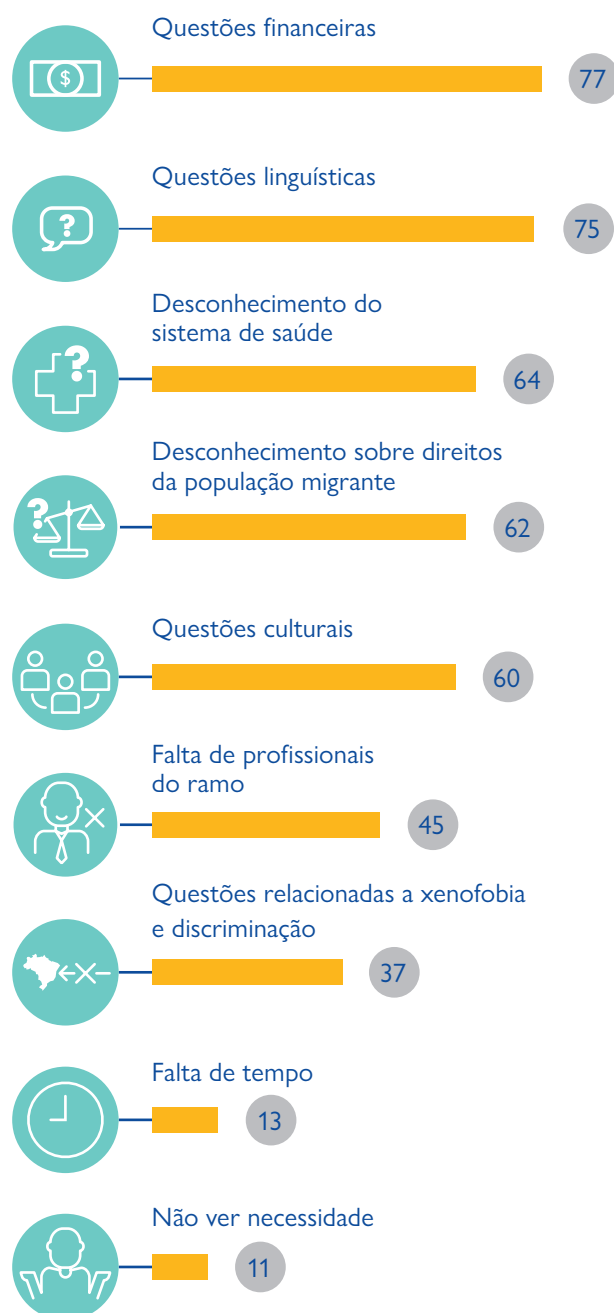 Questões financeiras
$
77
Questões linguísticas
?
75
Desconhecimento do
sistema de saúde
?
64
Desconhecimento sobre direitos
da população migrante
?
62
Questões culturais
60
Falta de profissionais
do ramo
45
Questões relacionadas a xenofobia
e discriminação
37
Falta de tempo
13
Não ver necessidade
11